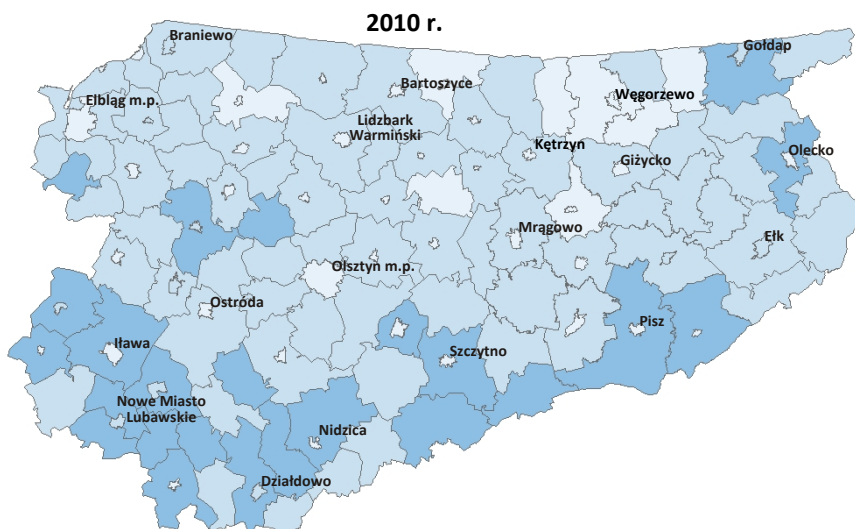 2010 r.
Braniewo
Gołdap
Bartoszyce
Węgorzewo
Elbląg m.p.
Lidzbark
Warmiński
Kętrzyn
Olecko
Giżycko
Mrągowo
Ełk
Olsztyn m.p.
Ostróda
Pisz
Iława
Szczytno
Nowe Miasto
Lubawskie
Nidzica
Działdowo